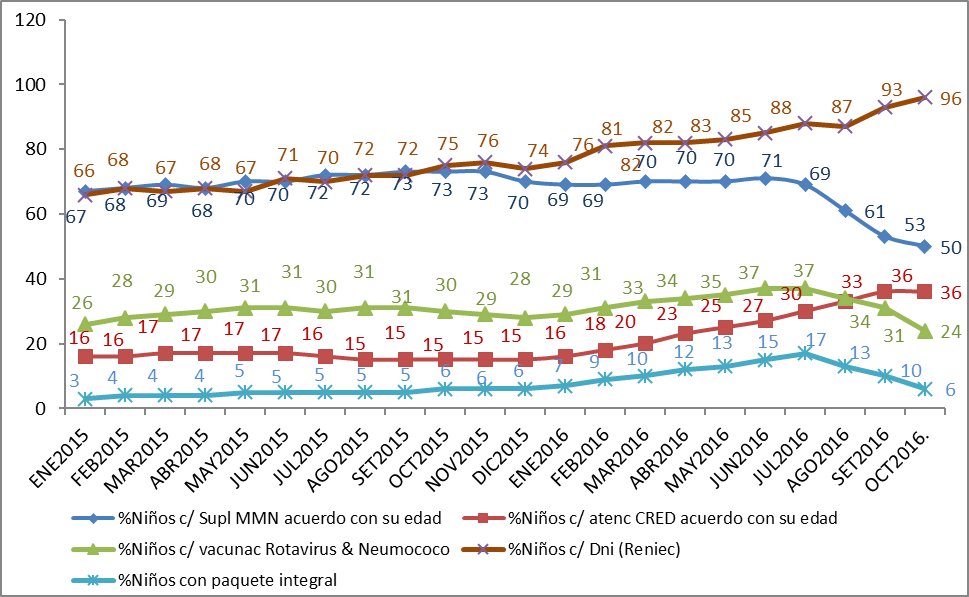 120
100
80
60
40
20
0
66 68 67 68 67 71 70 72 72 75 76 74 76 81 82 82 83 85 88 87 93 96
67 68 69 68 70 70 72 72 73 73 73 70 69 69 70 70 70 71 69 61 53 50
26 28 29 30 31 31 30 31 31 30 29 28 29 31 33 34 35 37 37 34 31 24
16 16 17 17 17 17 16 15 15 15 15 15 16 18 20 23 25 27 30 33 36 36
3 4 4 4 5 5 5 5 5 6 6 6 7 9 10 12 13 15 17 13 10 6
ENE2015 FEB2015 MAR2015 ABR2015 MAY2015 JUN2015 JUL2015 AGO2015 SET2015 OCT2015 NOV2015 DIC2015 ENE2016 FEB2016 MAR2016 ABR2016 MAY2016 JUN2016 JUL2016 AGO2016 SET2016 OCT2016.
%Niños c/ Supl MMN acuerdo con su edad
%Niños c/ atenc CRED acuerdo con su edad
%Niños c/ vacunac Rotavirus & Neumococo
%Niños c/ Dni (Reniec)
%Niños con paquete integral